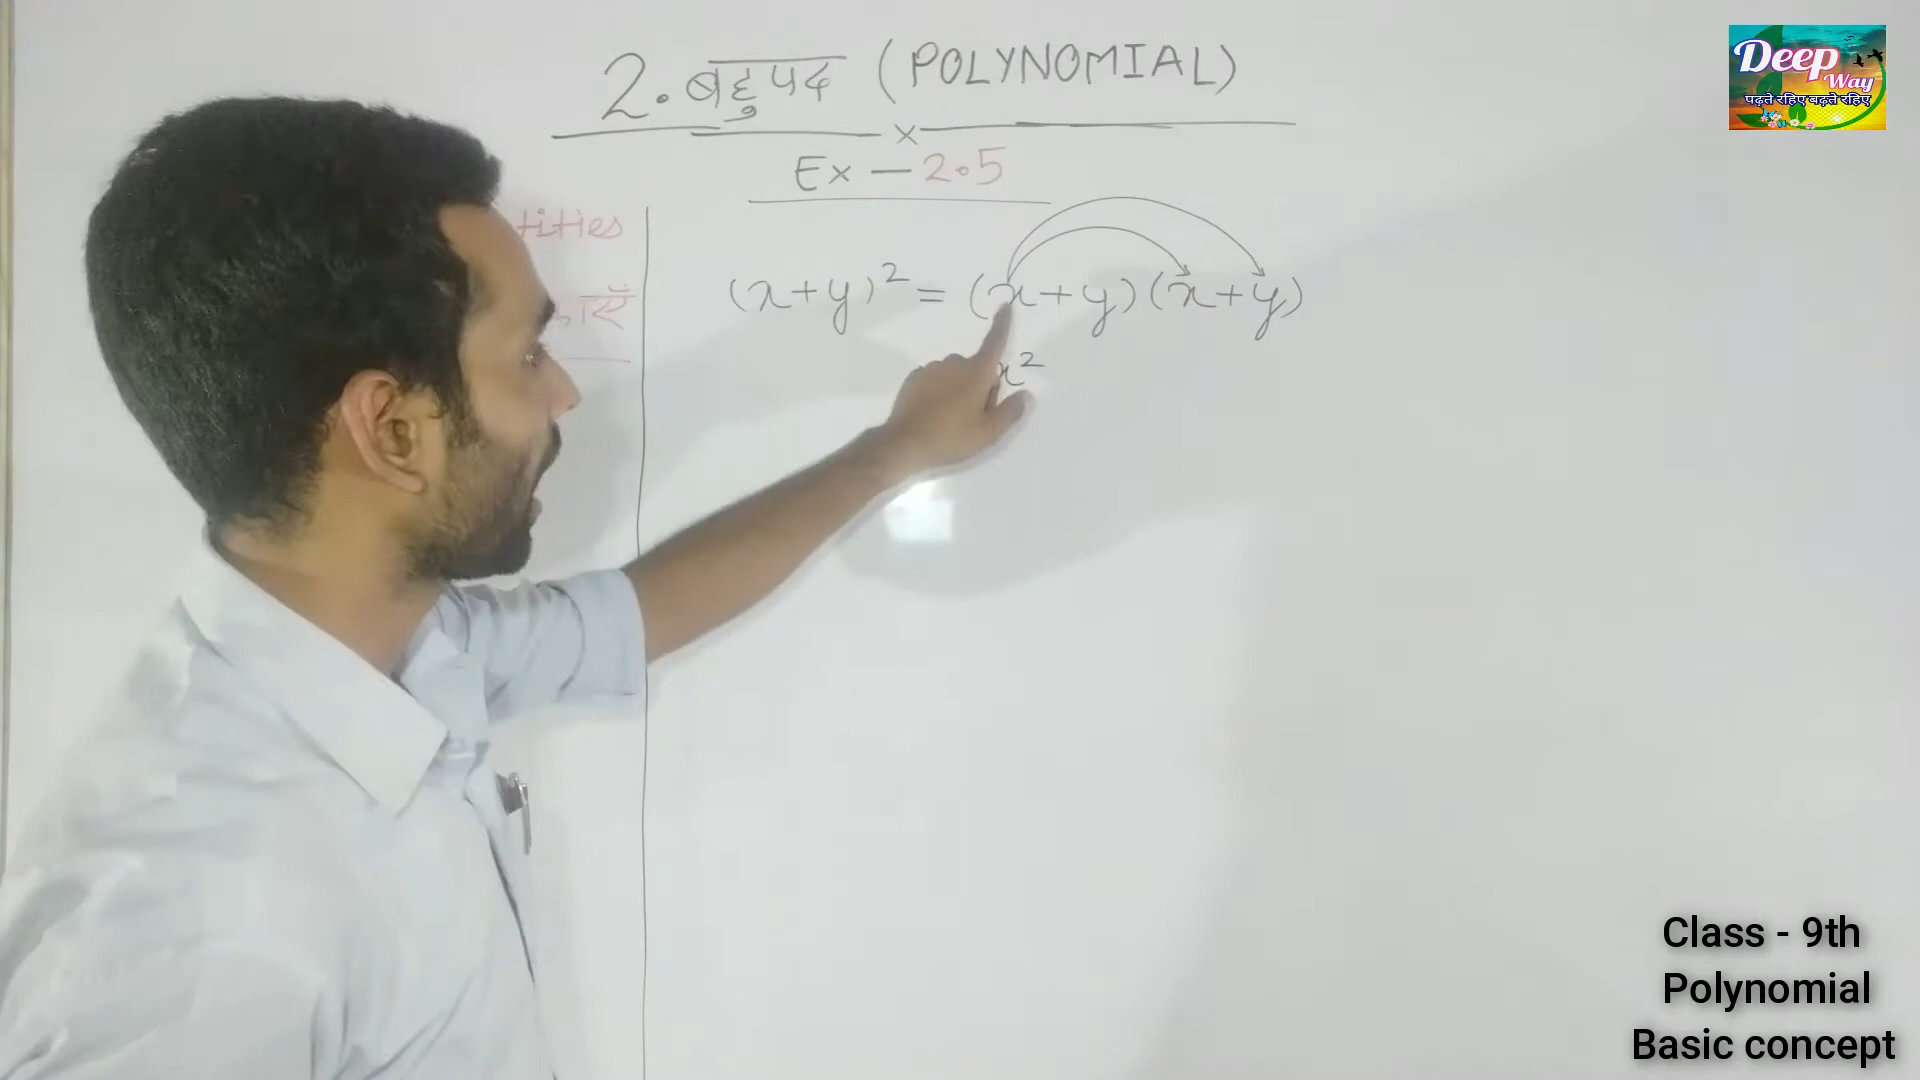 2. बहुपद (POLYNOMIAL)
×
Ex – 2.5
tities
(x+y)² = (x+y)(x+y)
x²
Deep
Way
पढ़ते रहिए बढ़ते रहिए
Class - 9th
Polynomial
Basic concept